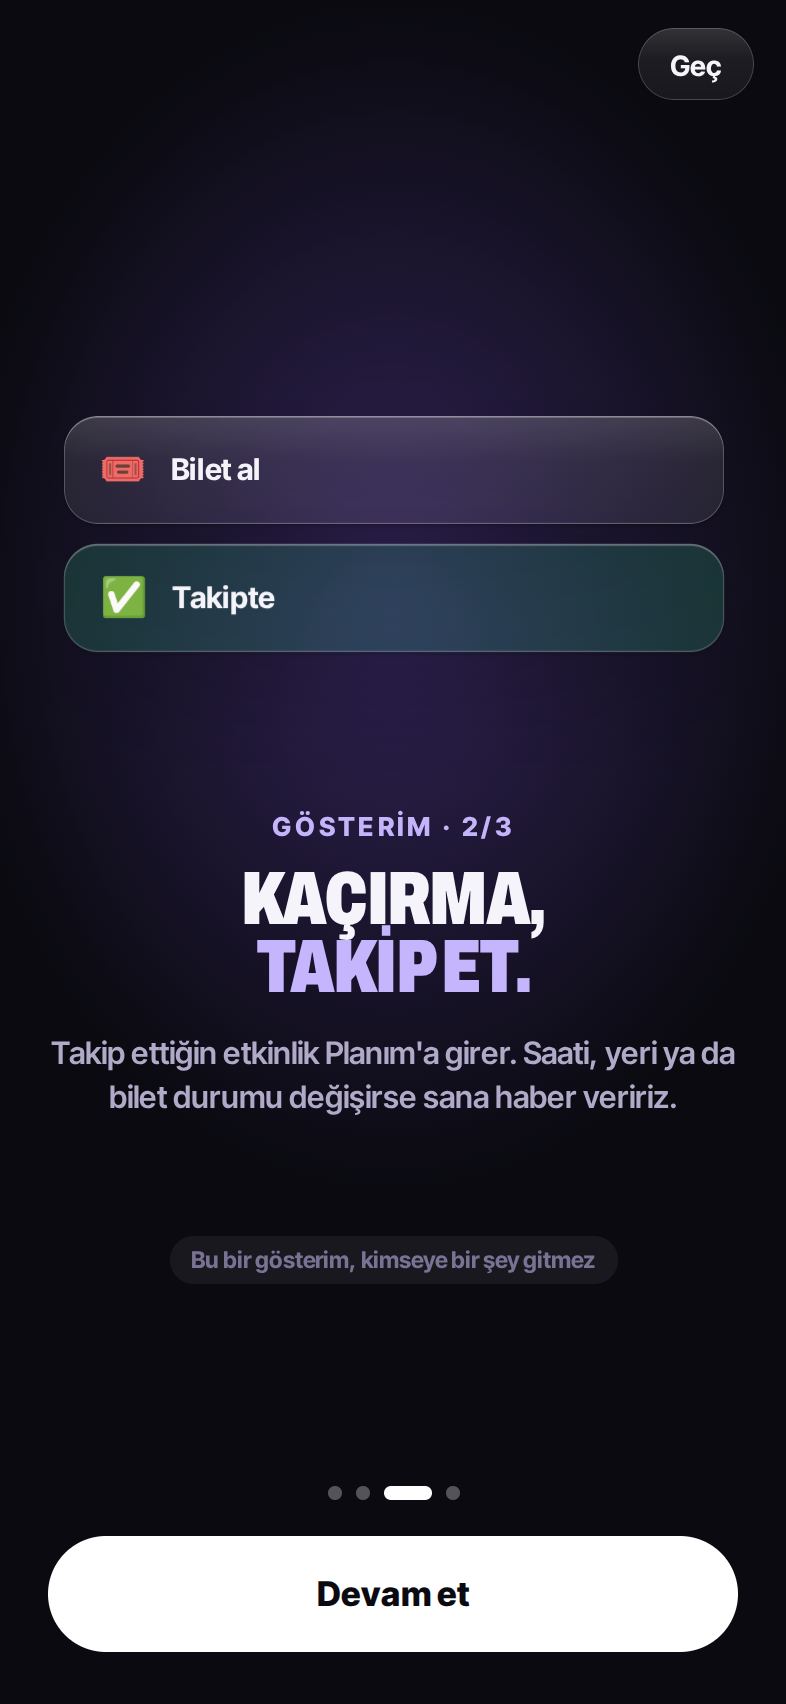 Geç
Bilet al
Takipte
GÖSTERİM · 2/3
KAÇIRMA,
TAKİP ET.
Takip ettiğin etkinlik Planım'a girer. Saati, yeri ya da
bilet durumu değişirse sana haber veririz.
Bu bir gösterim, kimseye bir şey gitmez
Devam et